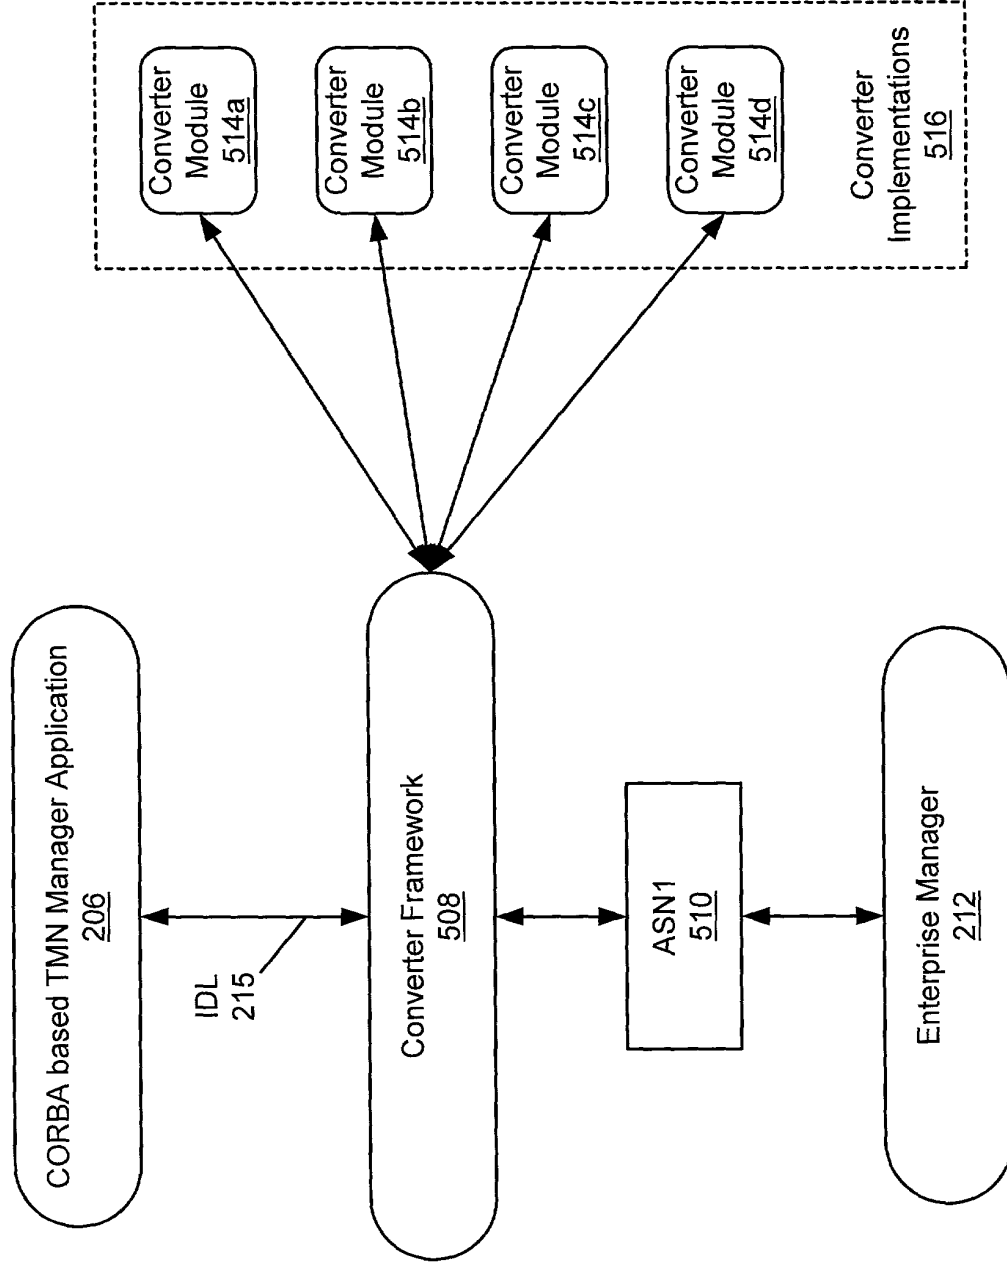 CORBA based TMN Manager Application
206
IDL
215
Converter Framework
508
ASN1
510
Enterprise Manager
212
Converter
Module
514a
Converter
Module
514b
Converter
Module
514c
Converter
Module
514d
Converter
Implementations
516